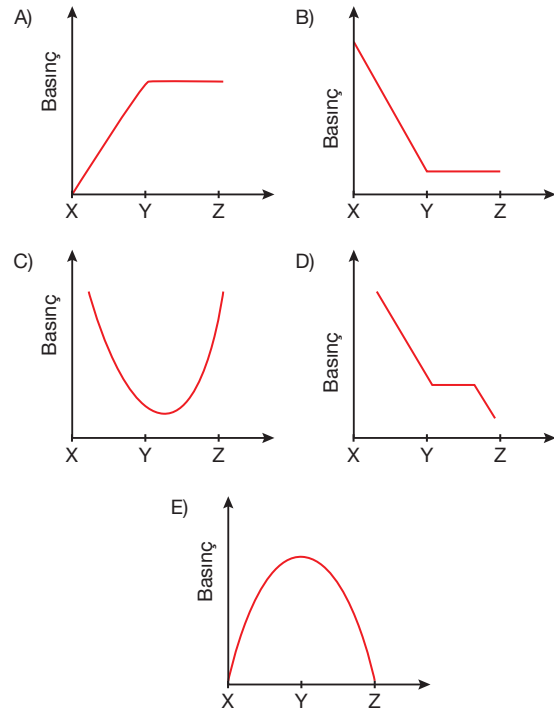 A)
Basınç
X Y Z
B)
Basınç
X Y Z
C)
Basınç
X Y Z
D)
Basınç
X Y Z
E)
Basınç
X Y Z